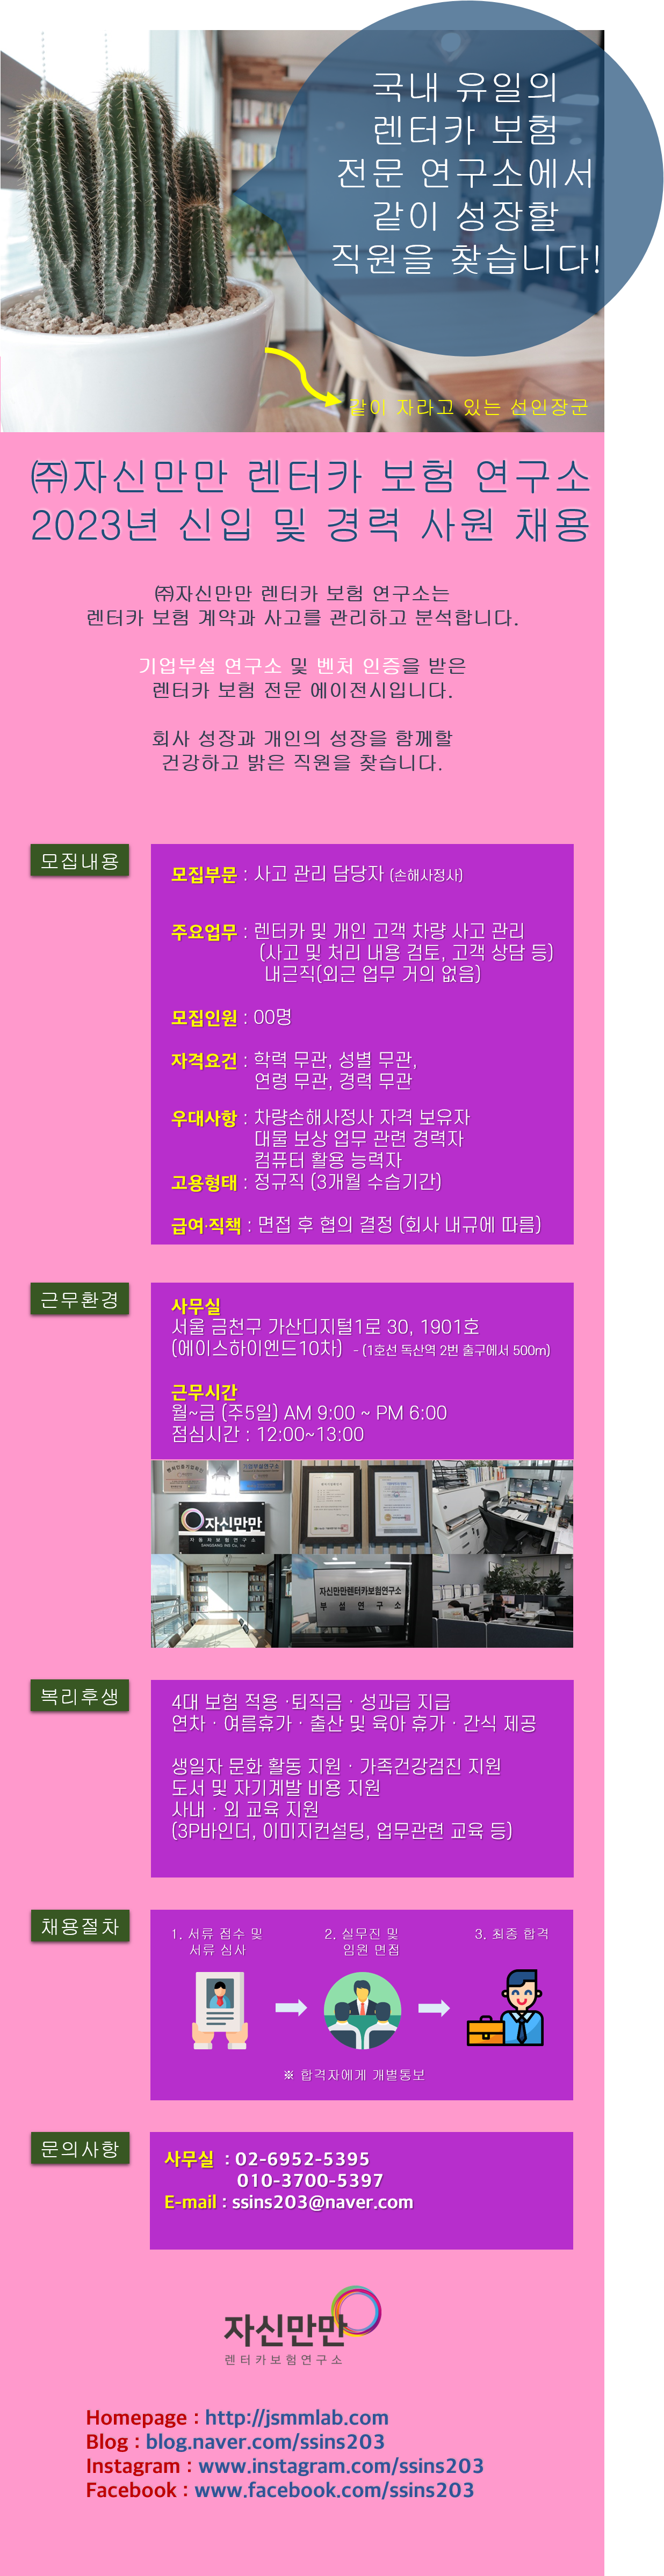 국내 유일의
렌터카 보험
전문 연구소에서
같이 성장할
직원을 찾습니다!
같이 자라고 있는 선인장군
㈜자신만만 렌터카 보험 연구소
2023년 신입 및 경력 사원 채용
㈜자신만만 렌터카 보험 연구소는
렌터카 보험 계약과 사고를 관리하고 분석합니다.
기업부설 연구소 및 벤처 인증을 받은
렌터카 보험 전문 에이전시입니다.
회사 성장과 개인의 성장을 함께할
건강하고 밝은 직원을 찾습니다.
모집내용
모집부문 : 사고 관리 담당자 (손해사정사)
주요업무 : 렌터카 및 개인 고객 차량 사고 관리
(사고 및 처리 내용 검토, 고객 상담 등)
내근직(외근 업무 거의 없음)
모집인원 : 00명
자격요건 : 학력 무관, 성별 무관,
연령 무관, 경력 무관
우대사항 : 차량손해사정사 자격 보유자
대물 보상 업무 관련 경력자
컴퓨터 활용 능력자
고용형태 : 정규직 (3개월 수습기간)
급여·직책 : 면접 후 협의 결정 (회사 내규에 따름)
근무환경
사무실
서울 금천구 가산디지털1로 30, 1901호
(에이스하이엔드10차) - (1호선 독산역 2번 출구에서 500m)
근무시간
월~금 (주5일) AM 9:00 ~ PM 6:00
점심시간 : 12:00~13:00
벤처인증기업확인
기업부설연구소
자신만만
자동차보험연구소
자신만만렌터카보험연구소
부 설 연 구 소
복리후생
4대 보험 적용 ·퇴직금 · 성과급 지급
연차 · 여름휴가 · 출산 및 육아 휴가 · 간식 제공
생일자 문화 활동 지원 · 가족건강검진 지원
도서 및 자기계발 비용 지원
사내 · 외 교육 지원
(3P바인더, 이미지컨설팅, 업무관련 교육 등)
채용절차
1. 서류 접수 및
서류 심사
2. 실무진 및
임원 면접
3. 최종 합격
※ 합격자에게 개별통보
문의사항
사무실 : 02-6952-5395
010-3700-5397
E-mail : ssins203@naver.com
자신만만
렌터카보험연구소
Homepage : http://jsmmlab.com
Blog : blog.naver.com/ssins203
Instagram : www.instagram.com/ssins203
Facebook : www.facebook.com/ssins203